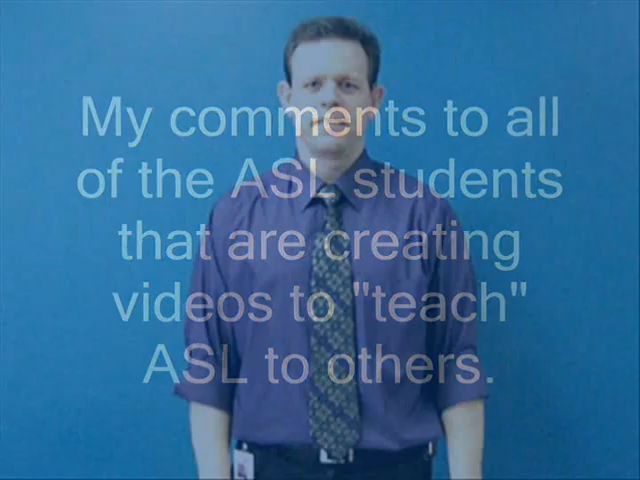 My comments to all
of the ASL students
that are creating
videos to "teach"
ASL to others.